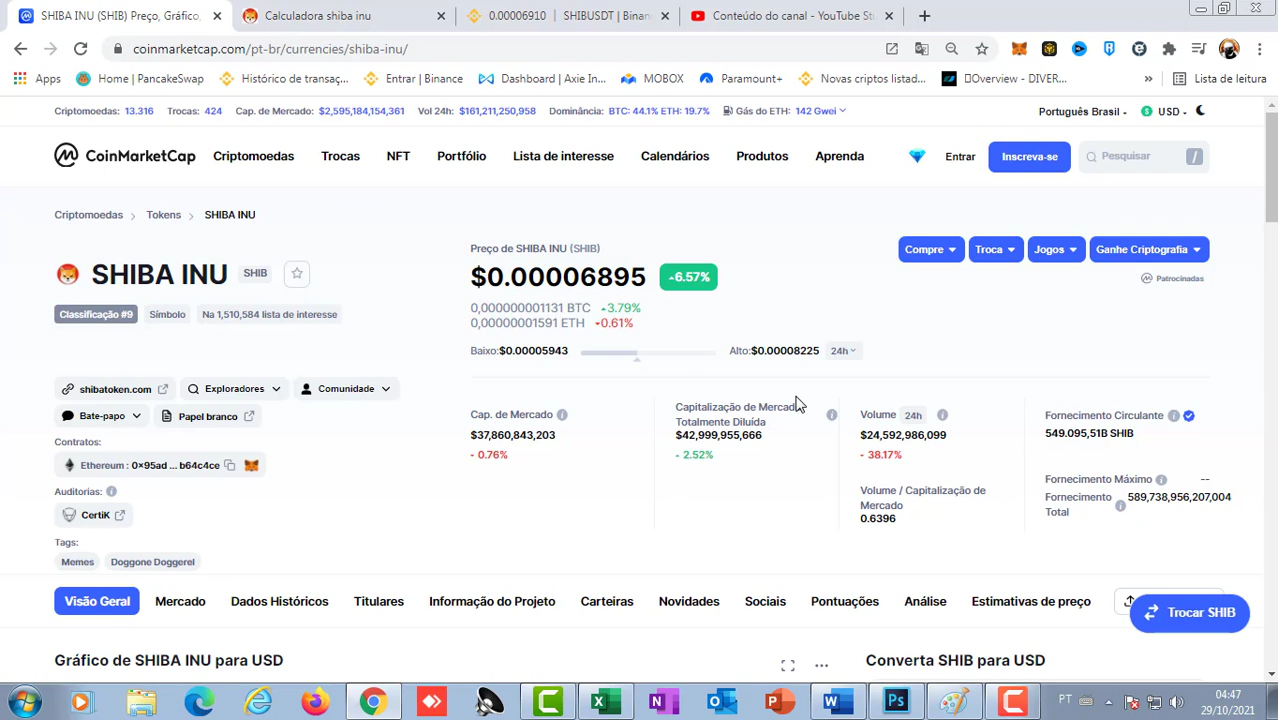 SHIBA INU (SHIB) Preço, Gráfico,
Calculadora shiba inu
0.00006910 | SHIBUSDT | Binan
Conteúdo do canal - YouTube St
coinmarketcap.com/pt-br/currencies/shiba-inu/
Apps
Home | PancakeSwap
Histórico de transaç...
Entrar | Binance
Dashboard | Axie In...
MOBOX
Paramount+
Novas criptos listad...
Overview - DIVER...
Lista de leitura
Criptomoedas: 13.316 Trocas: 424 Cap. de Mercado: $2,595,184,154,361 Vol 24h: $161,211,250,958 Dominância: BTC: 44.1% ETH: 19.7% Gás do ETH: 142 Gwei
Português Brasil
USD
CoinMarketCap
Criptomoedas Trocas NFT Portfólio Lista de interesse Calendários Produtos Aprenda
Entrar
Inscreva-se
Pesquisar /
Criptomoedas > Tokens > SHIBA INU
SHIBA INU SHIB
Classificação #9 Símbolo Na 1,510,584 lista de interesse
shibatoken.com Exploradores Comunidade
Bate-papo Papel branco
Contratos:
Ethereum : 0×95ad ... b64c4ce
Auditorias:
CertiK
Tags:
Memes Doggone Doggerel
Preço de SHIBA INU (SHIB)
$0.00006895 6.57%
0,000000001131 BTC 3.79%
0,00000001591 ETH 0.61%
Baixo:$0.00005943 Alto:$0.00008225 24h
Compre Troca Jogos Ganhe Criptografia
Patrocinadas
Cap. de Mercado
$37,860,843,203
- 0.76%
Capitalização de Mercad
Totalmente Diluída
$42,999,955,666
- 2.52%
Volume 24h
$24,592,986,099
- 38.17%
Volume / Capitalização de
Mercado
0.6396
Fornecimento Circulante
549.095,51B SHIB
Fornecimento Máximo --
Fornecimento
Total
589,738,956,207,004
Visão Geral Mercado Dados Históricos Titulares Informação do Projeto Carteiras Novidades Sociais Pontuações Análise Estimativas de preço
Trocar SHIB
Gráfico de SHIBA INU para USD
Converta SHIB para USD
PT
04:47
29/10/2021